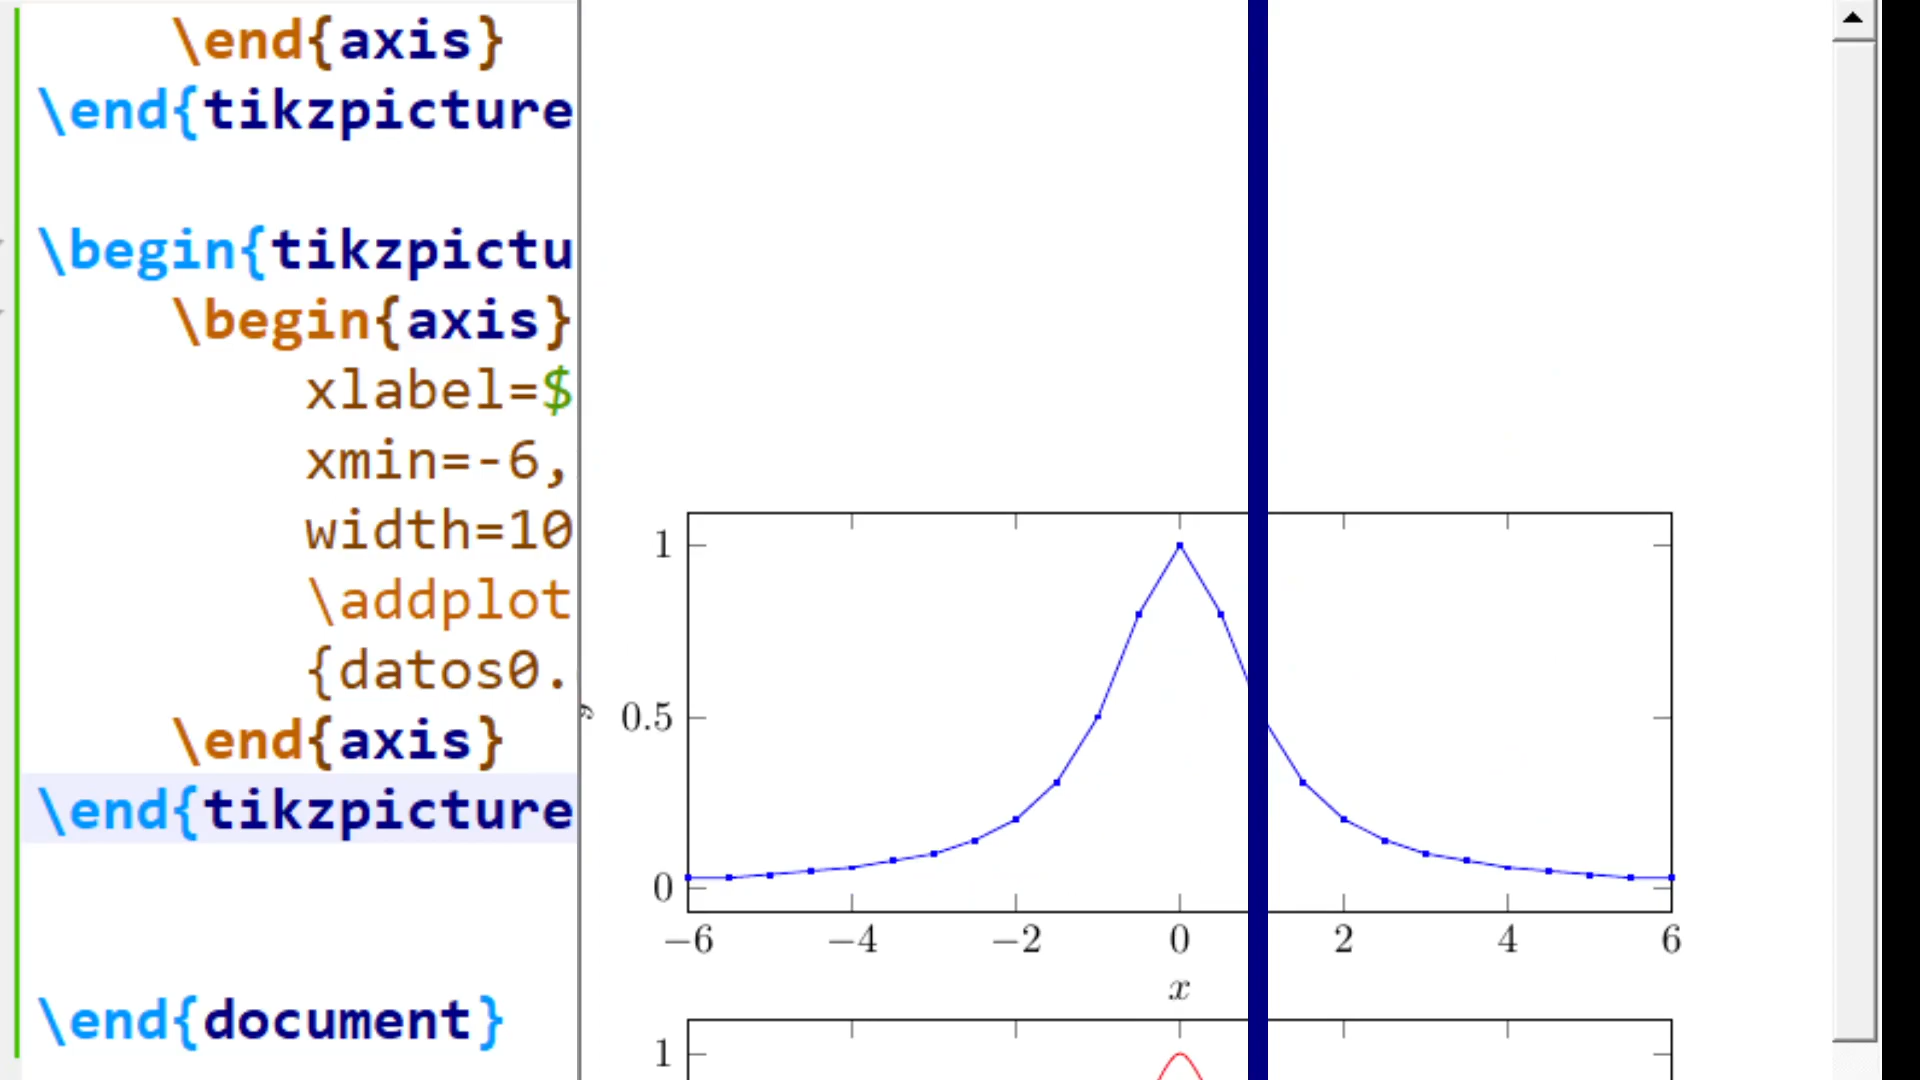 \end{axis}
\end{tikzpicture
\begin{tikzpictu
\begin{axis}
xlabel=$
xmin=-6,
width=10
\addplot
{datos0.
\end{axis}
\end{tikzpicture
\end{document}
1
0.5
0
−6 −4 −2 0 2 4 6
x
1